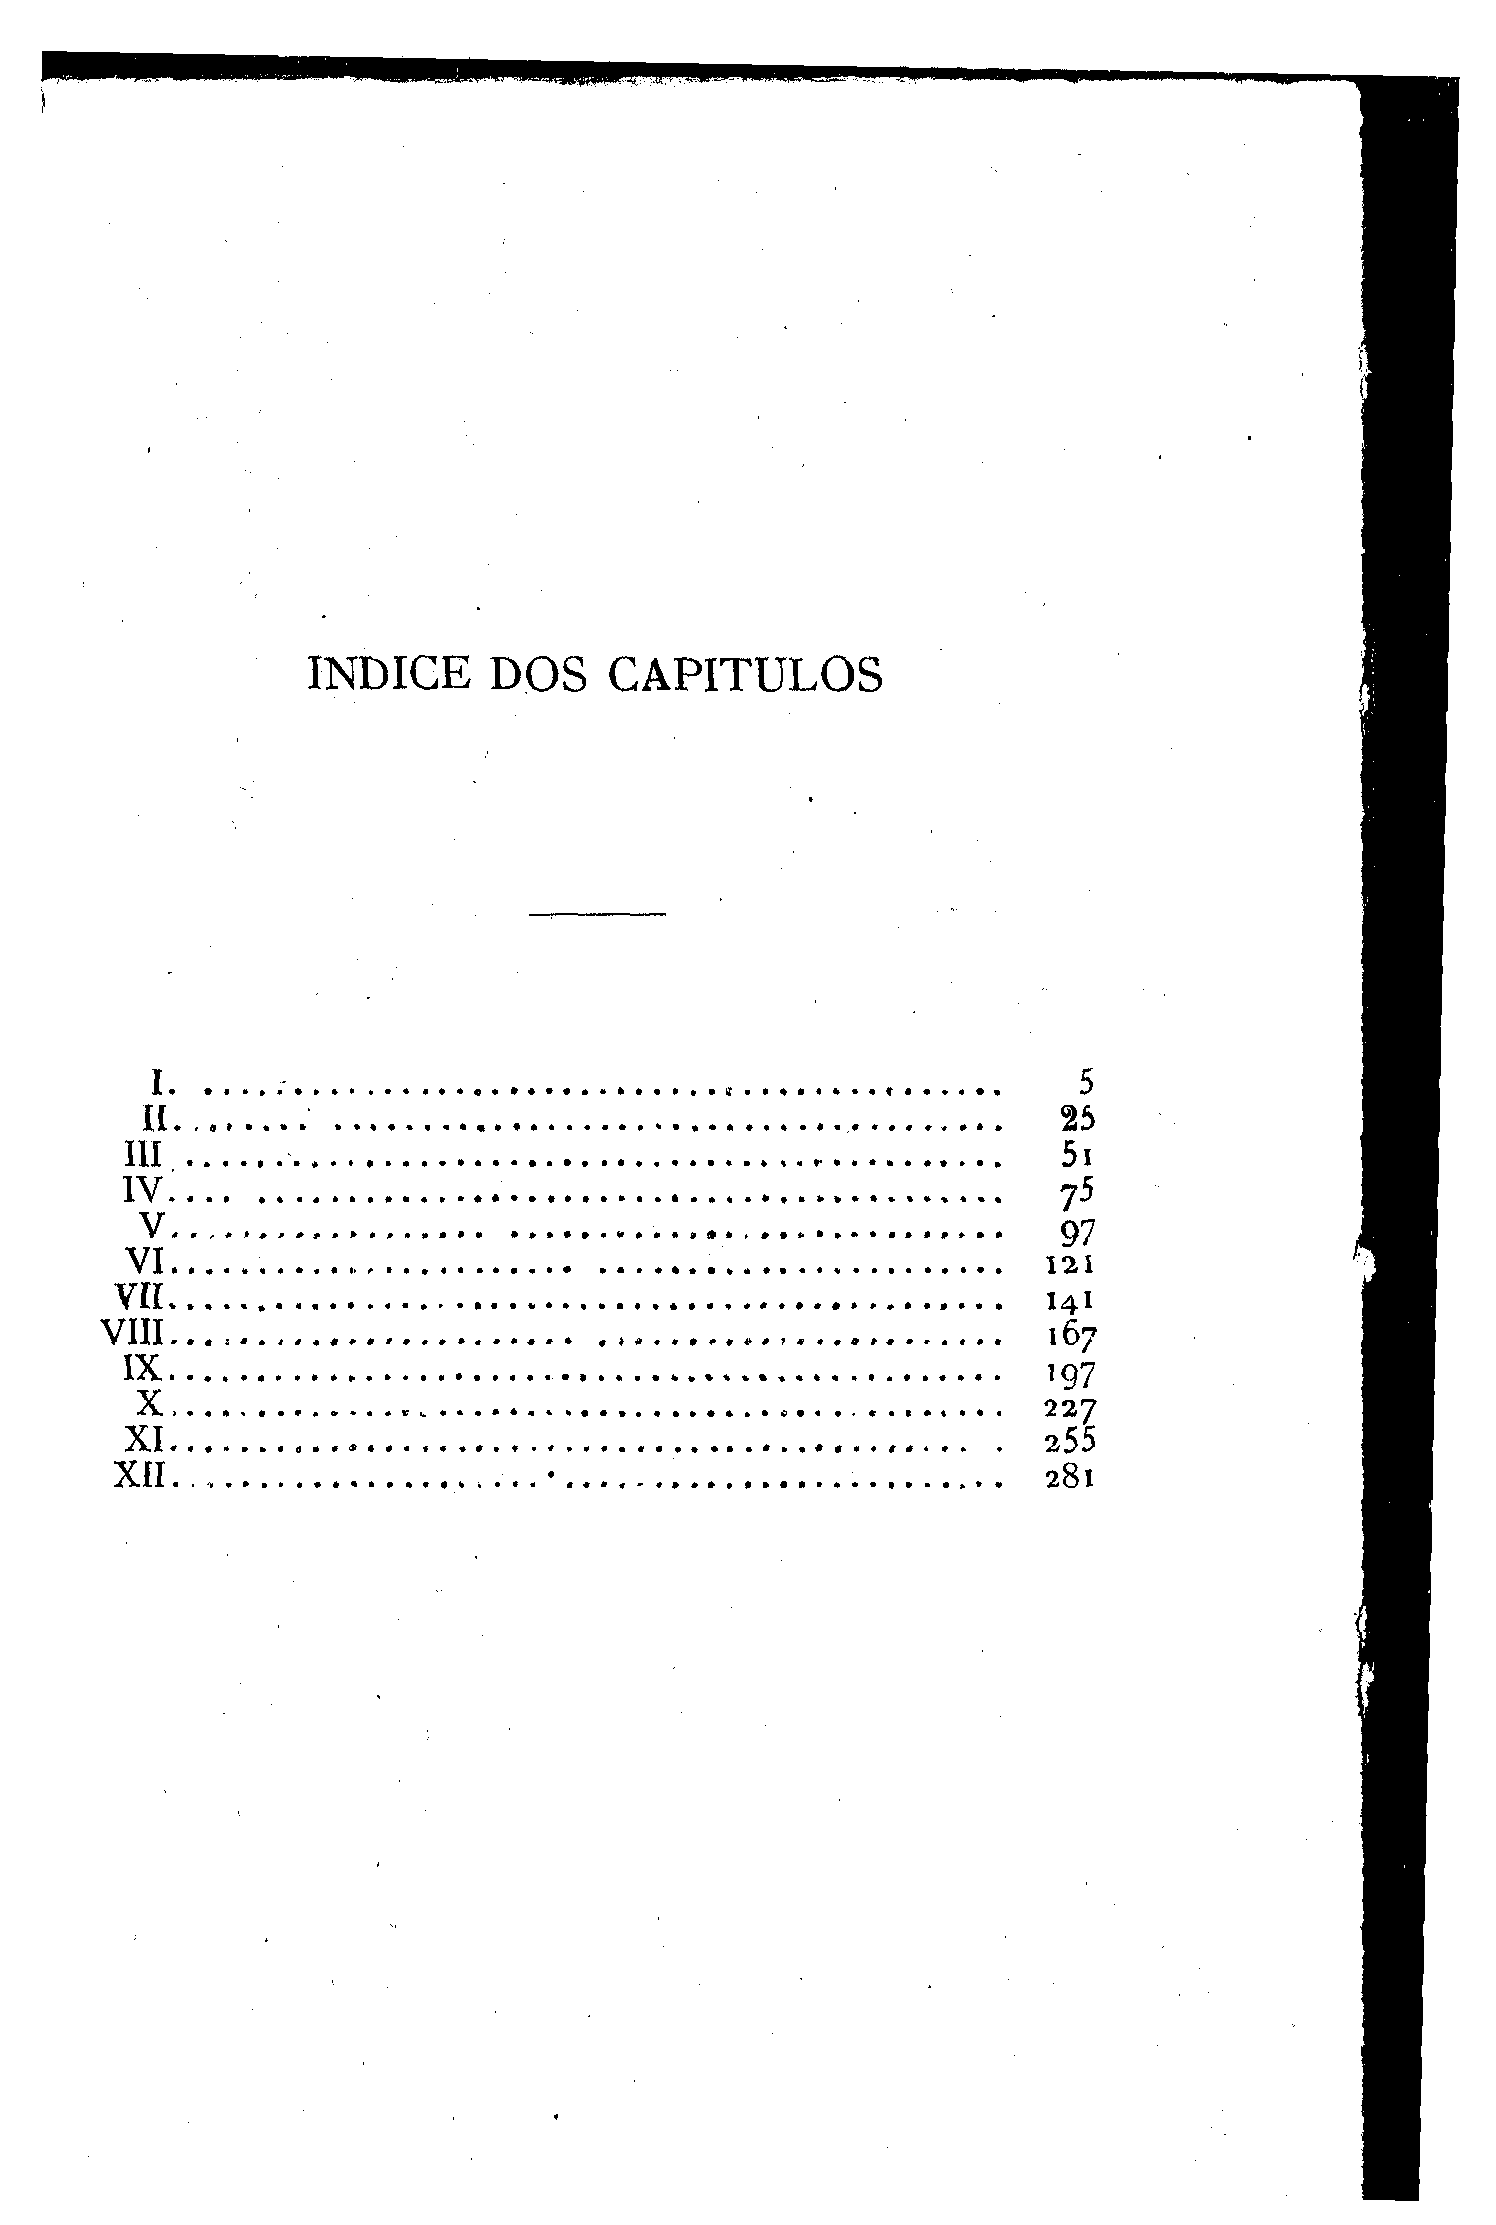 INDICE DOS CAPITULOS
I. ............................................. 5
II. ............................................. 25
III ............................................. 51
IV. ............................................. 75
V. ............................................. 97
VI. ............................................. 121
VII. ............................................. 141
VIII. ............................................. 167
IX. ............................................. 197
X. ............................................. 227
XI. ............................................. 255
XII. ............................................. 281